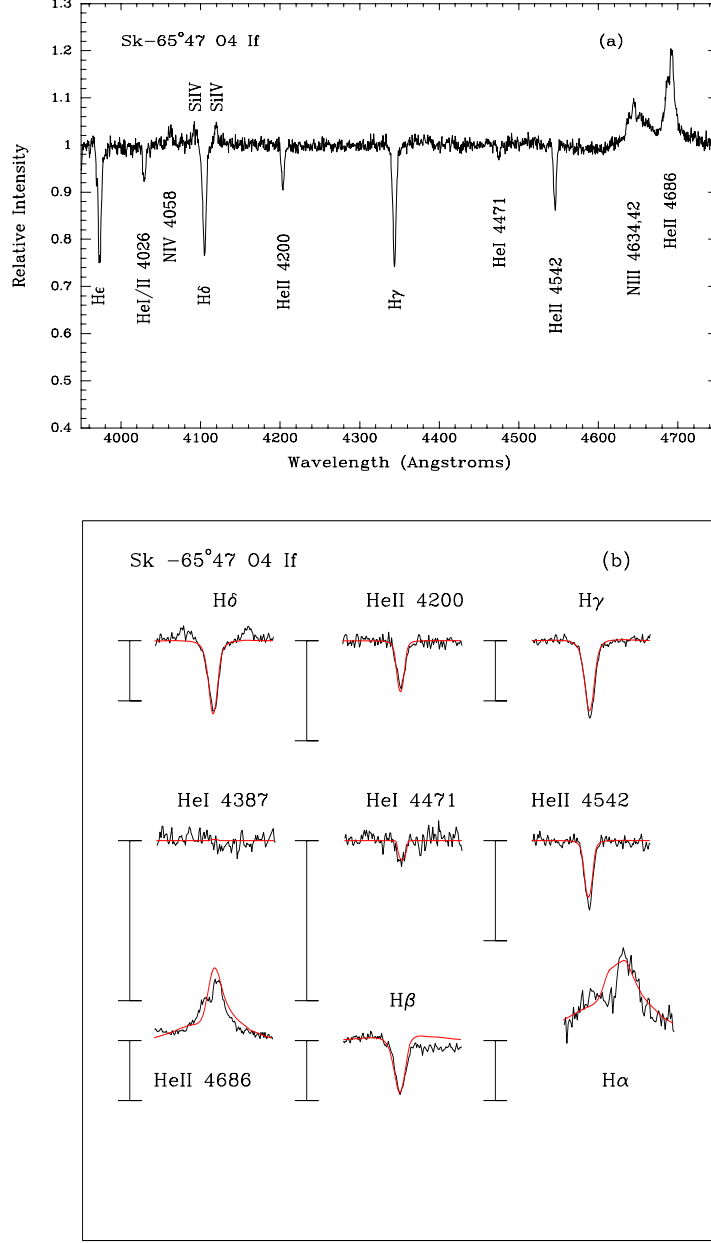 1.3
Sk−65°47 O4 If (a)
1.2
1.1
1
0.9
0.8
0.7
0.6
0.5
0.4
Relative Intensity
Hϵ
HeI/II 4026
NIV 4058
SiIV
Hδ
SiIV
HeII 4200
Hγ
HeI 4471
HeII 4542
NIII 4634,42
HeII 4686
4000 4100 4200 4300 4400 4500 4600 4700
Wavelength (Angstroms)
Sk −65°47 O4 If (b)
Hδ HeII 4200 Hγ
HeI 4387 HeI 4471 HeII 4542
Hβ
HeII 4686 Hα